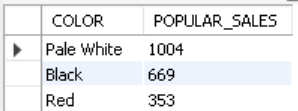 COLOR POPULAR_SALES
Pale White 1004
Black 669
Red 353